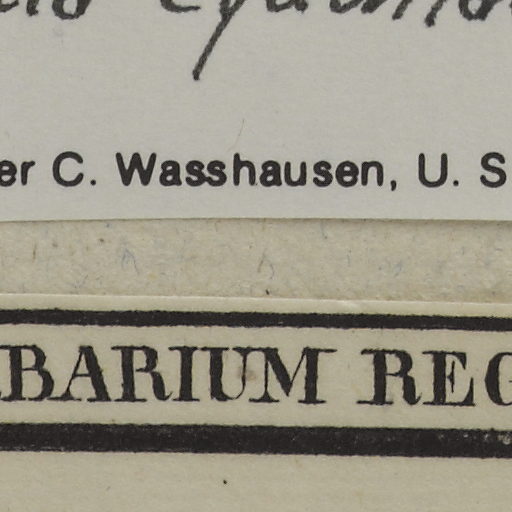 er C. Wasshausen, U. S
BARIUM REG